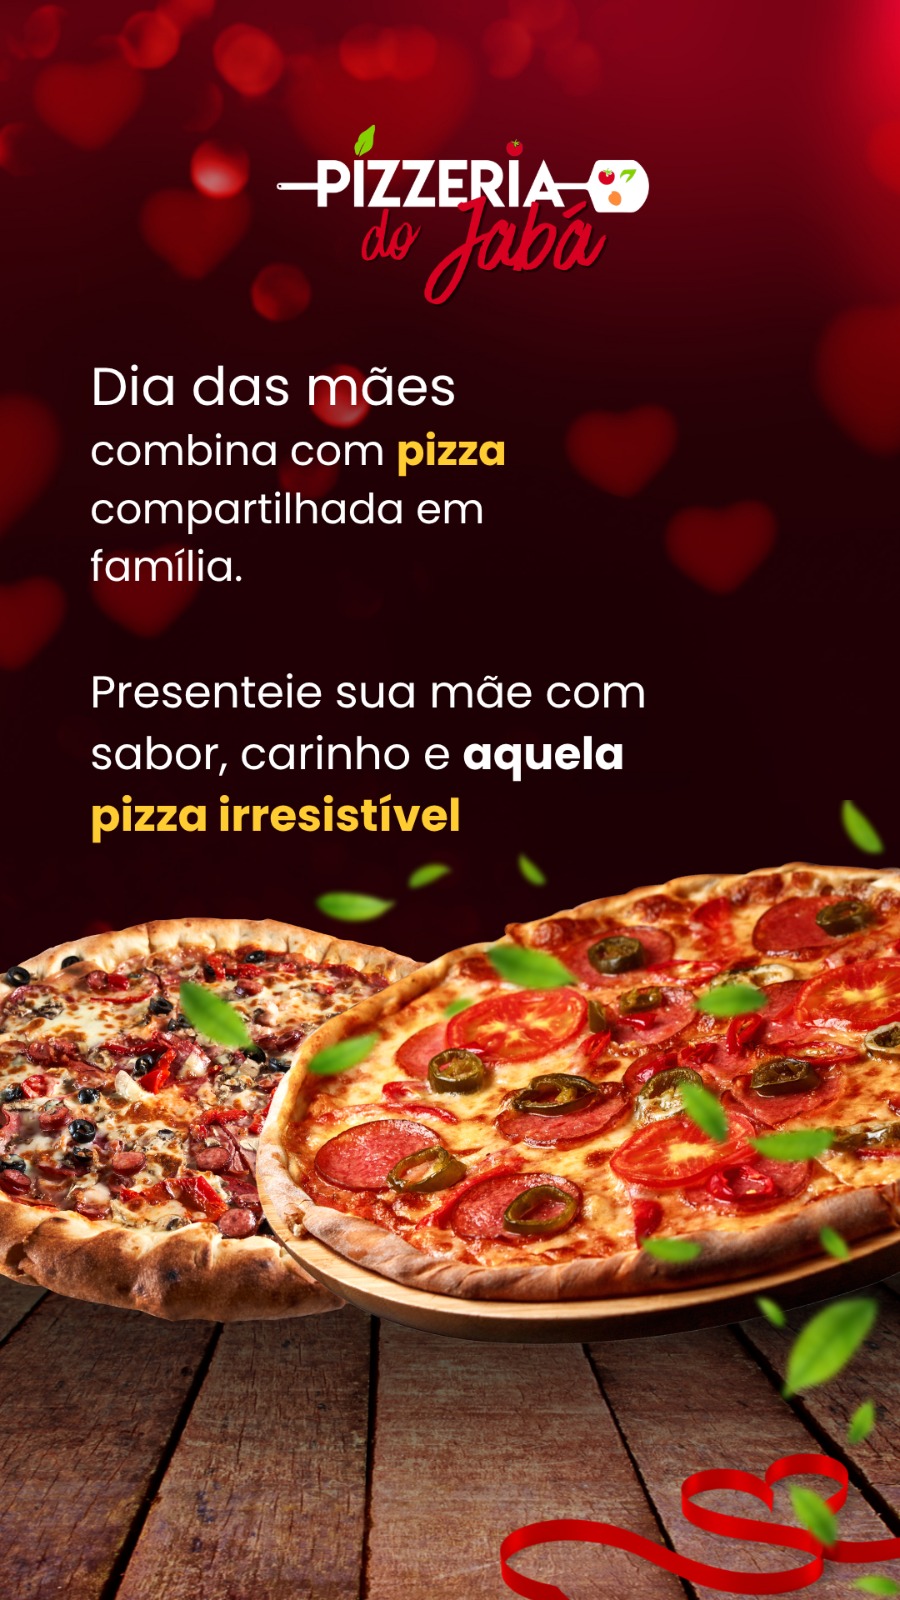 PIZZERIA
do Jabá
Dia das mães
combina com pizza
compartilhada em
família.
Presenteie sua mãe com
sabor, carinho e aquela
pizza irresistível